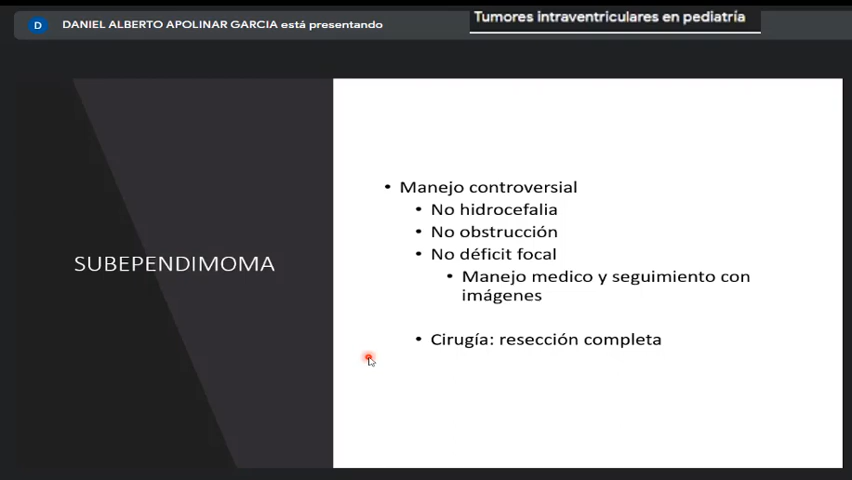 D DANIEL ALBERTO APOLINAR GARCIA está presentando
Tumores intraventriculares en pediatría
SUBEPENDIMOMA
• Manejo controversial
• No hidrocefalia
• No obstrucción
• No déficit focal
• Manejo medico y seguimiento con
imágenes
• Cirugía: resección completa